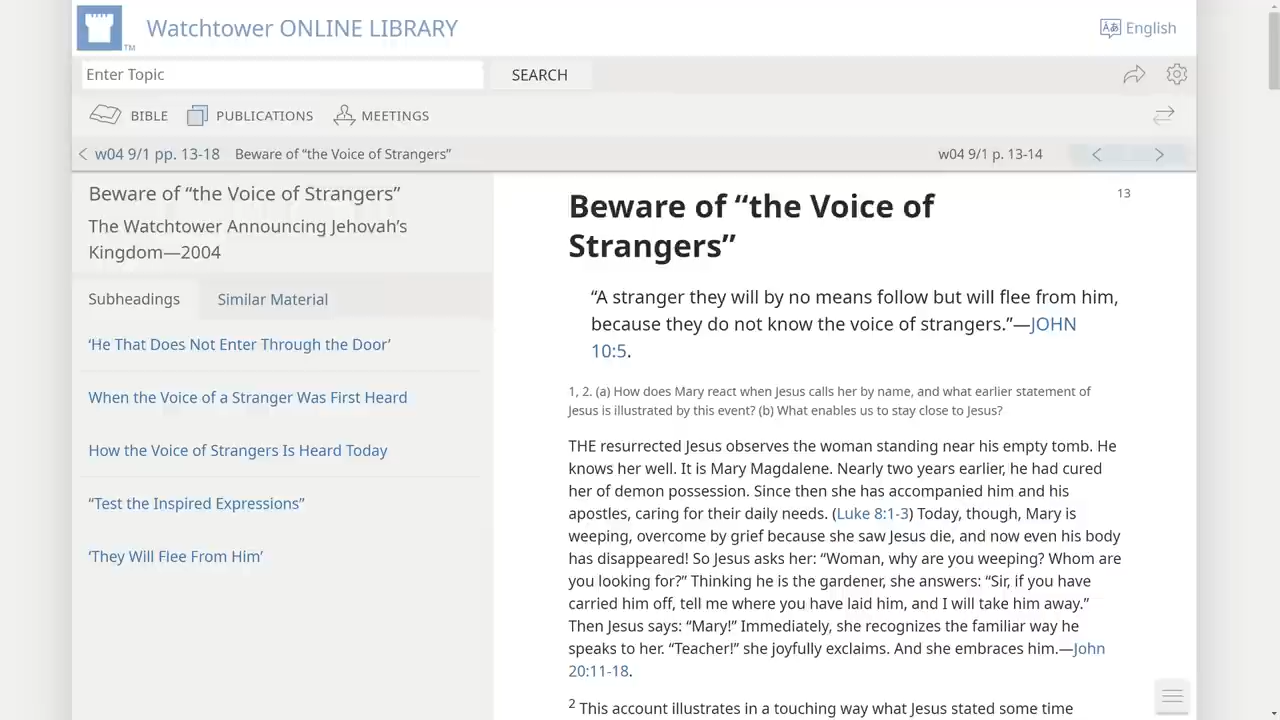 Watchtower ONLINE LIBRARY
TM
English
Enter Topic
SEARCH
BIBLE
PUBLICATIONS
MEETINGS
w04 9/1 pp. 13-18
Beware of “the Voice of Strangers”
w04 9/1 p. 13-14
Beware of “the Voice of Strangers”
The Watchtower Announcing Jehovah’s
Kingdom—2004
Subheadings
Similar Material
‘He That Does Not Enter Through the Door’
When the Voice of a Stranger Was First Heard
How the Voice of Strangers Is Heard Today
“Test the Inspired Expressions”
‘They Will Flee From Him’
13
Beware of “the Voice of
Strangers”
“A stranger they will by no means follow but will flee from him,
because they do not know the voice of strangers.”—JOHN
10:5.
1, 2. (a) How does Mary react when Jesus calls her by name, and what earlier statement of
Jesus is illustrated by this event? (b) What enables us to stay close to Jesus?
THE resurrected Jesus observes the woman standing near his empty tomb. He
knows her well. It is Mary Magdalene. Nearly two years earlier, he had cured
her of demon possession. Since then she has accompanied him and his
apostles, caring for their daily needs. (Luke 8:1-3) Today, though, Mary is
weeping, overcome by grief because she saw Jesus die, and now even his body
has disappeared! So Jesus asks her: “Woman, why are you weeping? Whom are
you looking for?” Thinking he is the gardener, she answers: “Sir, if you have
carried him off, tell me where you have laid him, and I will take him away.”
Then Jesus says: “Mary!” Immediately, she recognizes the familiar way he
speaks to her. “Teacher!” she joyfully exclaims. And she embraces him.—John
20:11-18.
2 This account illustrates in a touching way what Jesus stated some time